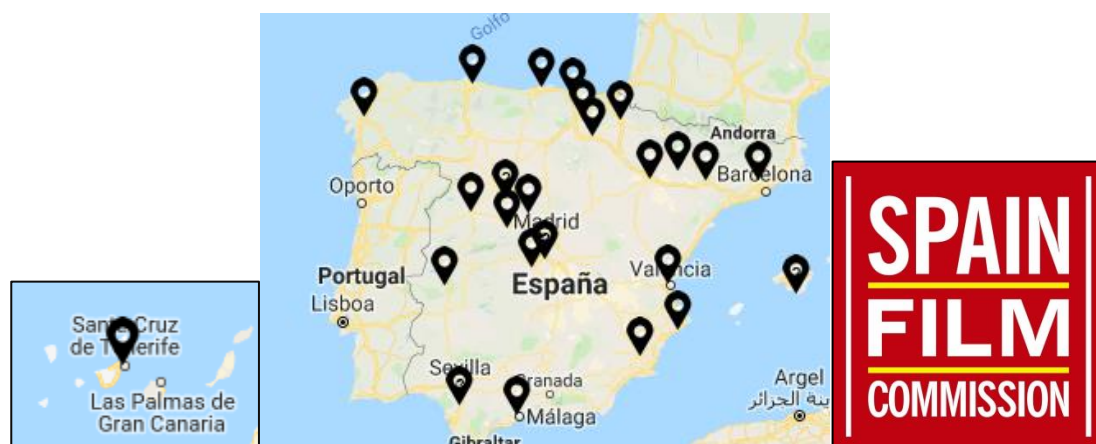 Golfo
Andorra
Barcelona
Oporto
Madrid
Portugal
España
Valencia
Lisboa
Sevilla
Granada
Málaga
Gibraltar
Argel
مدينة الجزائر
Santa Cruz
de Tenerife
Las Palmas de
Gran Canaria
SPAIN
FILM
COMMISSION